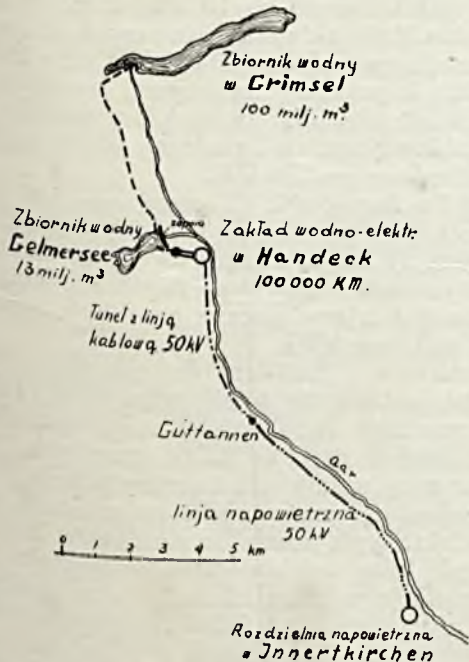 Zbiornik wodny
w Grimsel
100 milj. m³
Zbiornik wodny
Gelmersee
13 milj. m³
zapora
Zakład wodno-elektr.
w Handeck
100 000 KM.
Tunel z linją
kablową 50kV
Guttannen
Aar
linja napowietrzna
50 kV
0 1 2 3 4 5 km
Rozdzielnia napowietrzna
w Innertkirchen